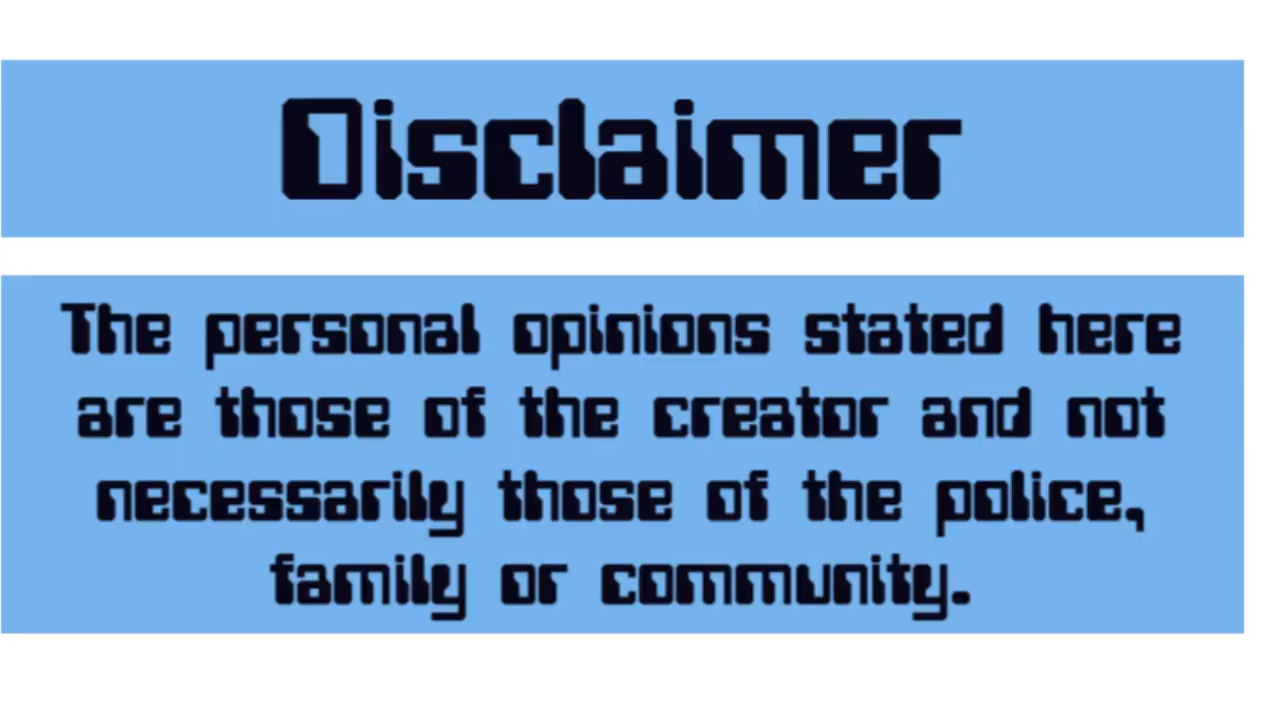 Disclaimer
The personal opinions stated here
are those of the creator and not
necessarily those of the police,
family or community.